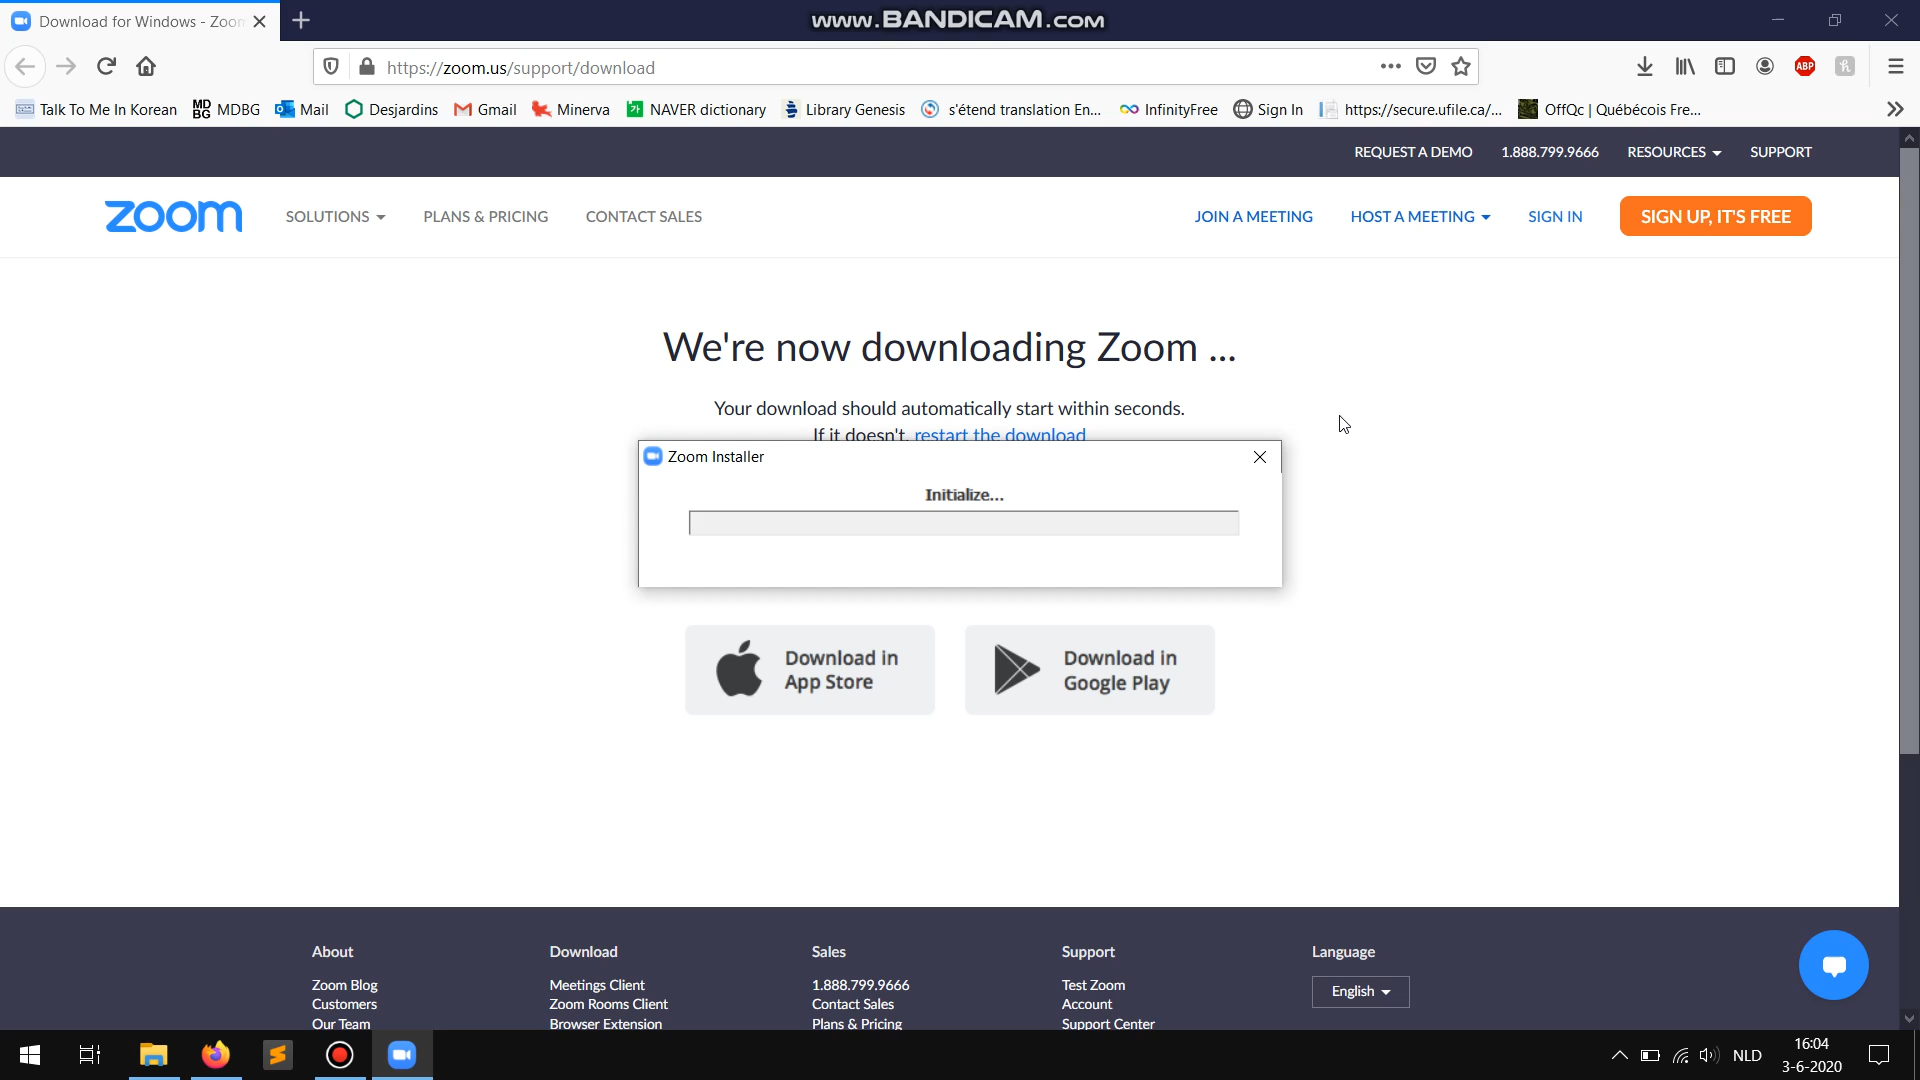 Download for Windows - Zoom
www.BANDICAM.com
https://zoom.us/support/download
ABP
Talk To Me In Korean
MDBG
MDBG
Mail
Desjardins
Gmail
Minerva
NAVER dictionary
Library Genesis
s'étend translation En...
InfinityFree
Sign In
https://secure.ufile.ca/...
OffQc | Québécois Fre...
REQUEST A DEMO
1.888.799.9666
RESOURCES
SUPPORT
zoom
SOLUTIONS
PLANS & PRICING
CONTACT SALES
JOIN A MEETING
HOST A MEETING
SIGN IN
SIGN UP, IT'S FREE
We're now downloading Zoom ...
Your download should automatically start within seconds.
If it doesn't, restart the download
Zoom Installer
Initialize...
Download in
App Store
Download in
Google Play
About
Zoom Blog
Customers
Our Team
Download
Meetings Client
Zoom Rooms Client
Browser Extension
Sales
1.888.799.9666
Contact Sales
Plans & Pricing
Support
Test Zoom
Account
Support Center
Language
English
NLD
16:04
3-6-2020